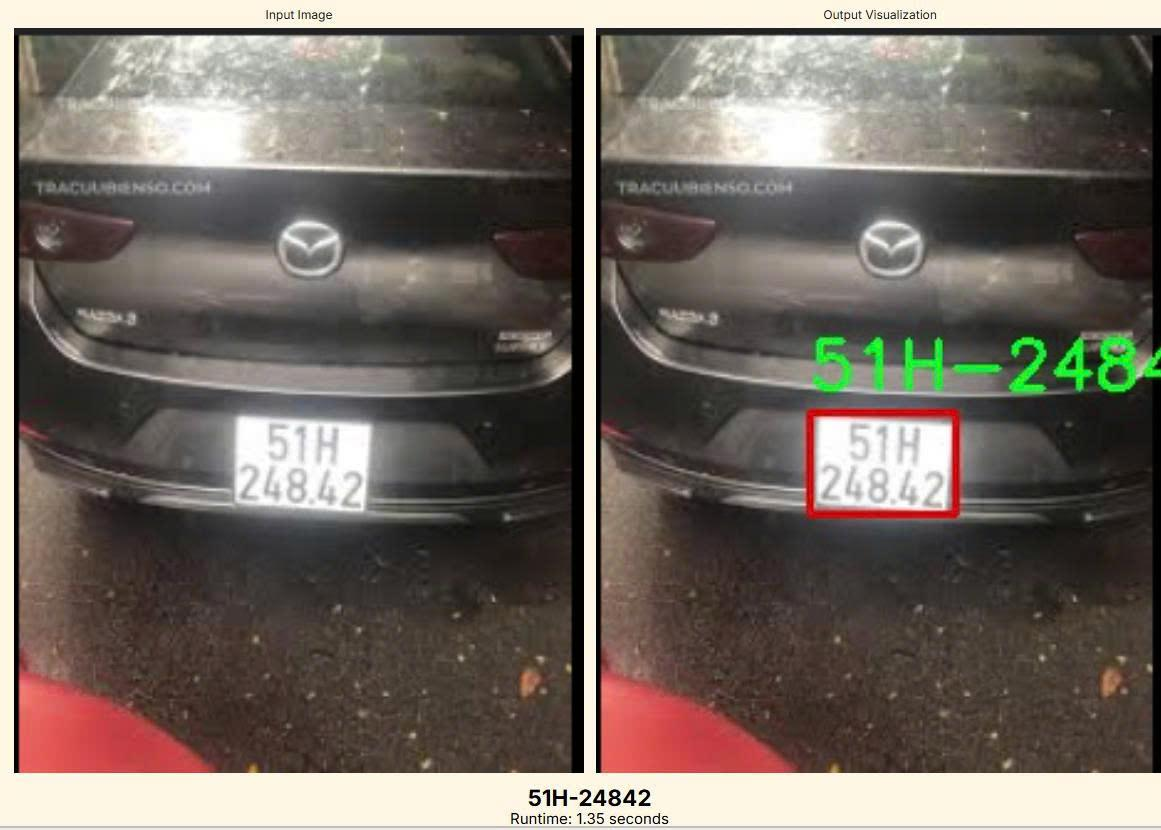 Input Image
Output Visualization
TRACUUBIENSO.COM
51H
248.42
TRACUUBIENSO.COM
51H-2484
51H
248.42
51H-24842
Runtime: 1.35 seconds